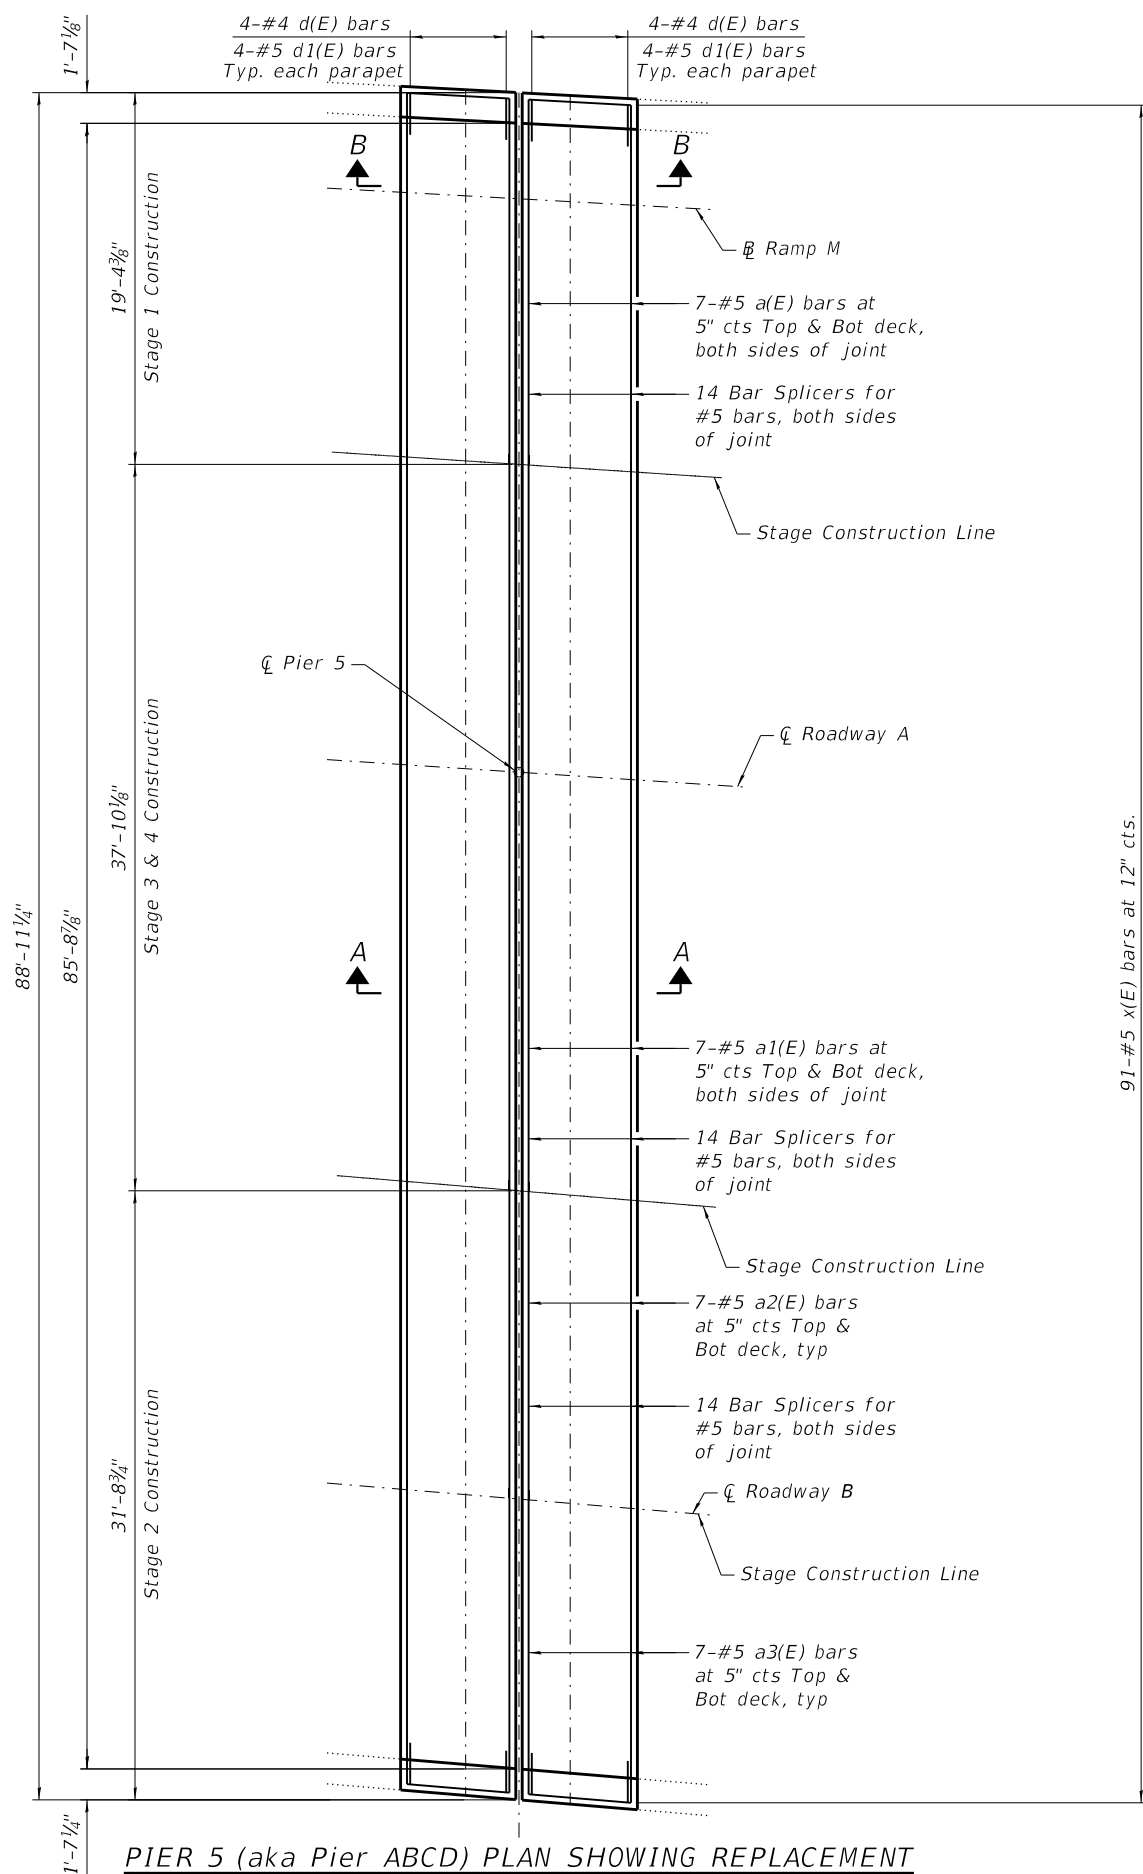 4-#4 d(E) bars
4-#5 d1(E) bars
Typ. each parapet
4-#4 d(E) bars
4-#5 d1(E) bars
Typ. each parapet
1'-7⅛"
B
B
19'-4⅜"
Stage 1 Construction
℄ Ramp M
7-#5 a(E) bars at
5" cts Top & Bot deck,
both sides of joint
14 Bar Splicers for
#5 bars, both sides
of joint
Stage Construction Line
℄ Pier 5
℄ Roadway A
37'-10⅛"
Stage 3 & 4 Construction
88'-11¼"
85'-8⅞"
A
A
91-#5 x(E) bars at 12" cts.
7-#5 a1(E) bars at
5" cts Top & Bot deck,
both sides of joint
14 Bar Splicers for
#5 bars, both sides
of joint
Stage Construction Line
7-#5 a2(E) bars
at 5" cts Top &
Bot deck, typ
14 Bar Splicers for
#5 bars, both sides
of joint
31'-8¾"
Stage 2 Construction
℄ Roadway B
Stage Construction Line
7-#5 a3(E) bars
at 5" cts Top &
Bot deck, typ
1'-7¼"
PIER 5 (aka Pier ABCD) PLAN SHOWING REPLACEMENT